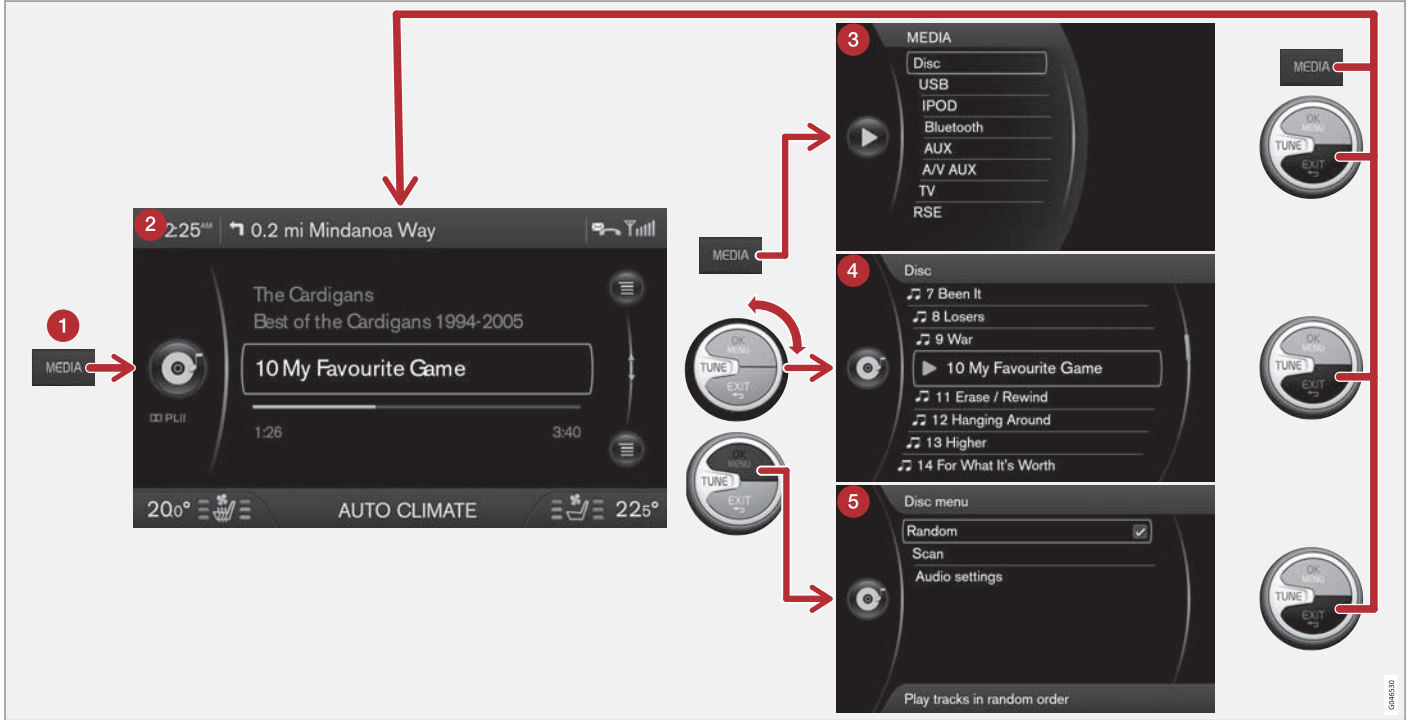 1
MEDIA
2
2:25AM
0.2 mi Mindanoa Way
The Cardigans
Best of the Cardigans 1994-2005
10 My Favourite Game
1:26
3:40
PLII
20.0°
AUTO CLIMATE
22.5°
MEDIA
OK
MENU
TUNE
EXIT
OK
MENU
TUNE
EXIT
3
MEDIA
Disc
USB
IPOD
Bluetooth
AUX
A/V AUX
TV
RSE
4
Disc
7 Been It
8 Losers
9 War
10 My Favourite Game
11 Erase / Rewind
12 Hanging Around
13 Higher
14 For What It's Worth
5
Disc menu
Random
Scan
Audio settings
Play tracks in random order
MEDIA
OK
MENU
TUNE
EXIT
OK
MENU
TUNE
EXIT
OK
MENU
TUNE
EXIT
G046530